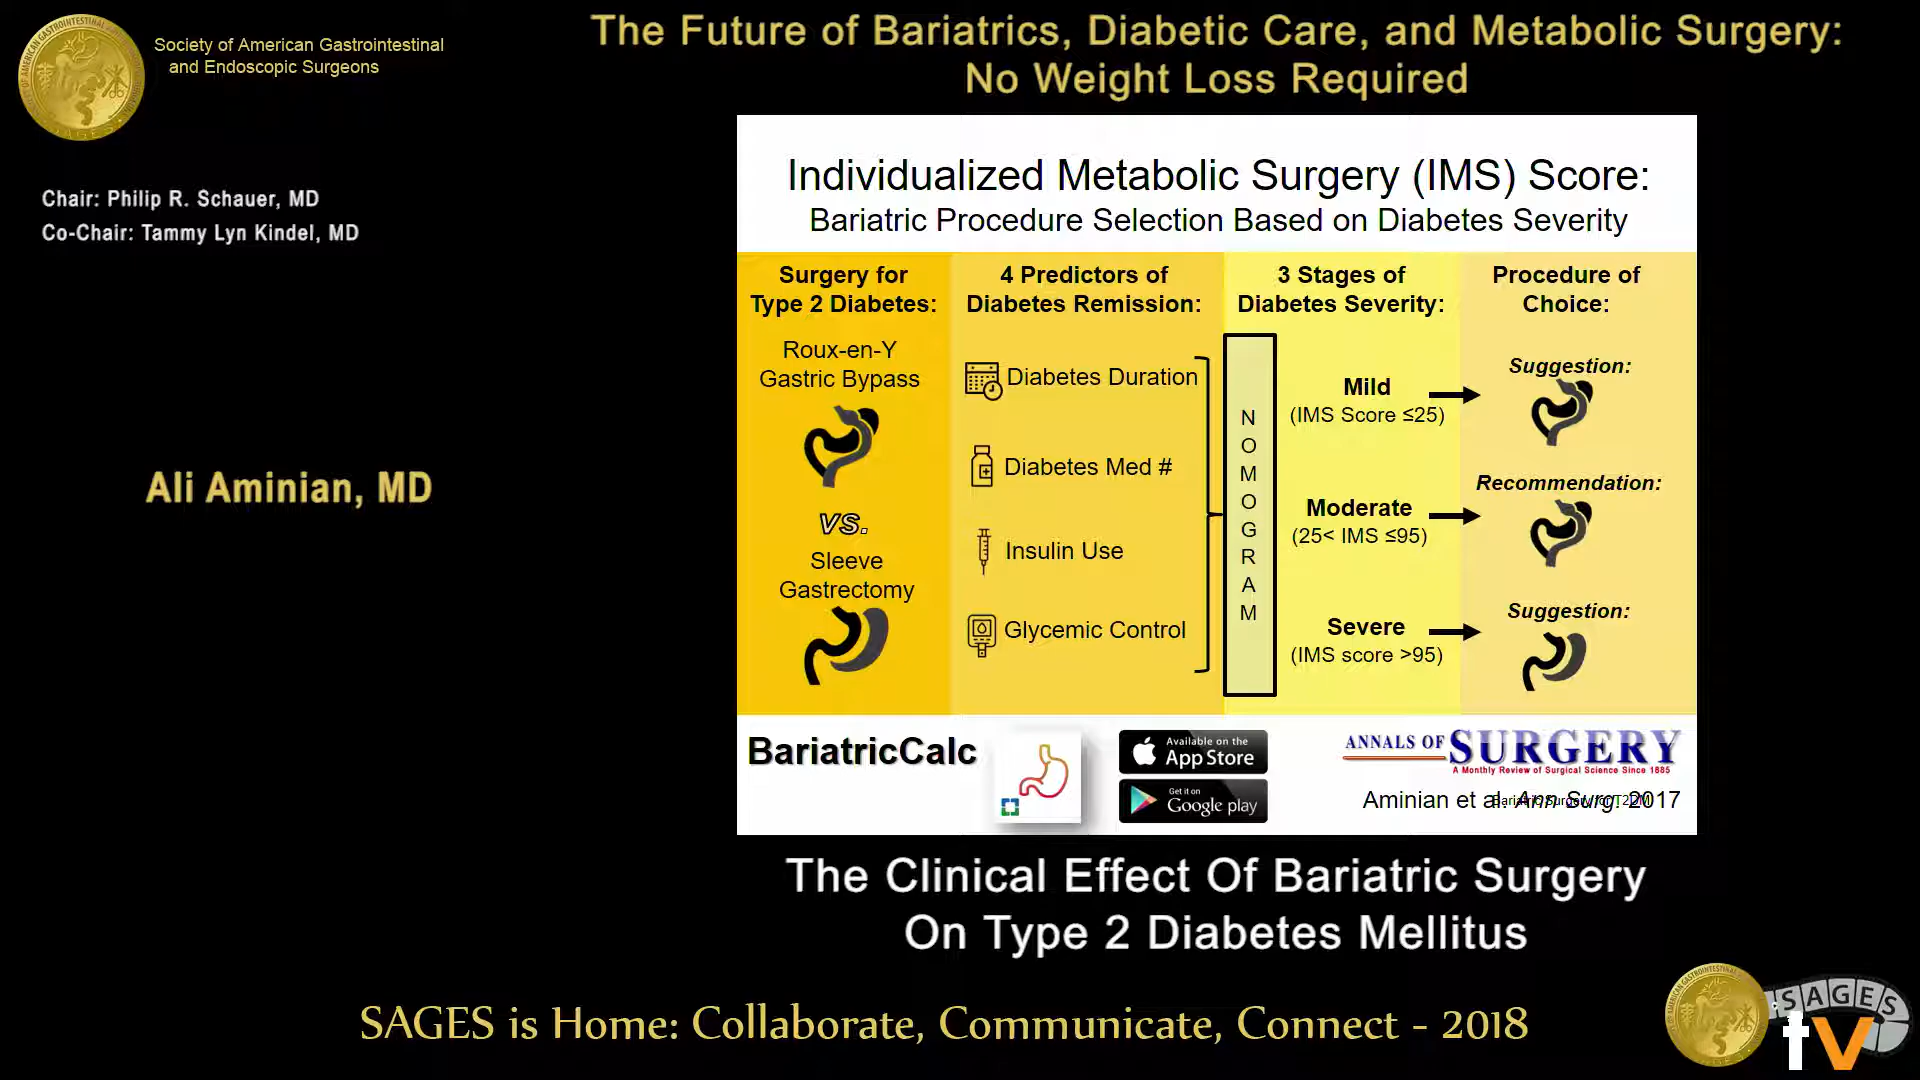 Society of American Gastrointestinal
and Endoscopic Surgeons
The Future of Bariatrics, Diabetic Care, and Metabolic Surgery:
No Weight Loss Required
Chair: Philip R. Schauer, MD
Co-Chair: Tammy Lyn Kindel, MD
Ali Aminian, MD
Individualized Metabolic Surgery (IMS) Score:
Bariatric Procedure Selection Based on Diabetes Severity
Surgery for
Type 2 Diabetes:
Roux-en-Y
Gastric Bypass
VS.
Sleeve
Gastrectomy
4 Predictors of
Diabetes Remission:
Diabetes Duration
Diabetes Med #
Insulin Use
Glycemic Control
NOMOGRAM
3 Stages of
Diabetes Severity:
Mild
(IMS Score ≤25)
Moderate
(25< IMS ≤95)
Severe
(IMS score >95)
Procedure of
Choice:
Suggestion:
Recommendation:
Suggestion:
BariatricCalc
Available on the
App Store
Get it on
Google play
ANNALS OF SURGERY
A Monthly Review of Surgical Science Since 1885
Aminian et al. Ann Surg. 2017
Bariatric Surgery for T2DM
The Clinical Effect Of Bariatric Surgery
On Type 2 Diabetes Mellitus
SAGES is Home: Collaborate, Communicate, Connect - 2018
SAGES
tv